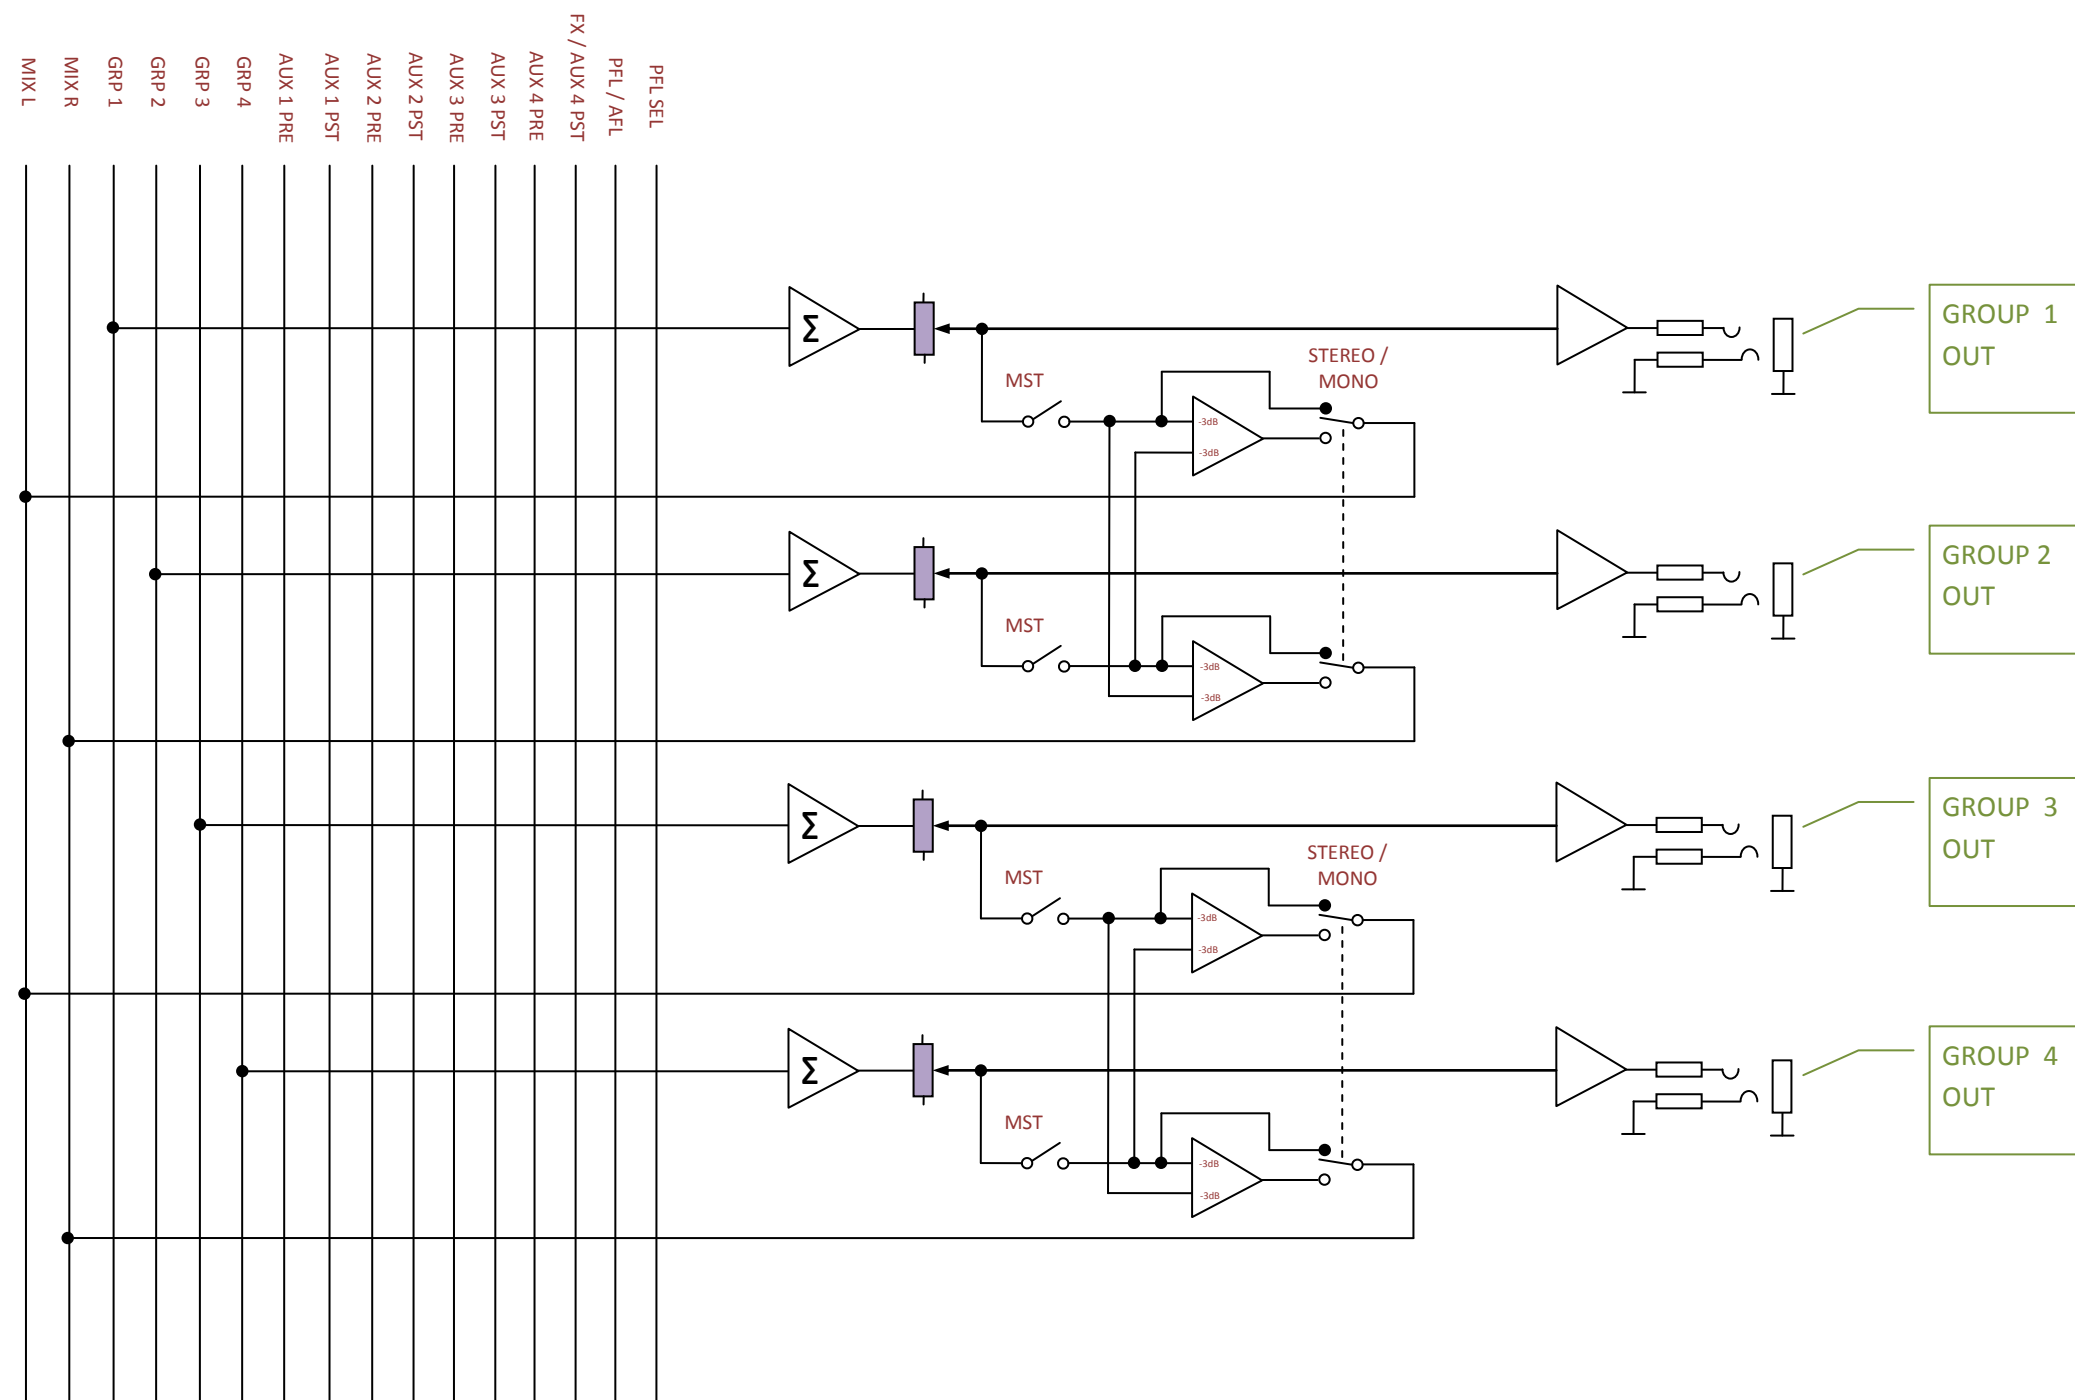 MIX L
MIX R
GRP 1
GRP 2
GRP 3
GRP 4
AUX 1 PRE
AUX 1 PST
AUX 2 PRE
AUX 2 PST
AUX 3 PRE
AUX 3 PST
AUX 4 PRE
FX / AUX 4 PST
PFL / AFL
PFL SEL
Σ
GROUP 1
OUT
STEREO /
MONO
MST
-3dB
-3dB
Σ
GROUP 2
OUT
MST
-3dB
-3dB
Σ
GROUP 3
OUT
STEREO /
MONO
MST
-3dB
-3dB
Σ
GROUP 4
OUT
MST
-3dB
-3dB